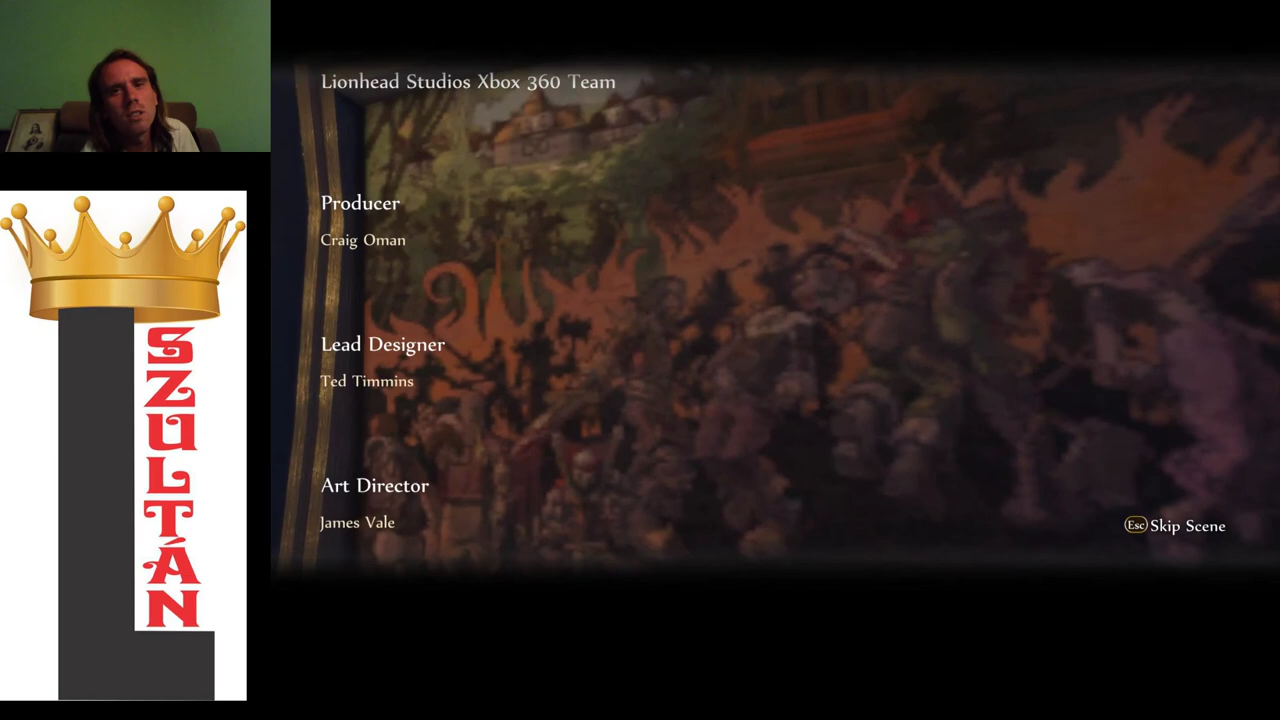 Lionhead Studios Xbox 360 Team
Producer
Craig Oman
Lead Designer
Ted Timmins
Art Director
James Vale
Esc Skip Scene
L
SZULTÁN